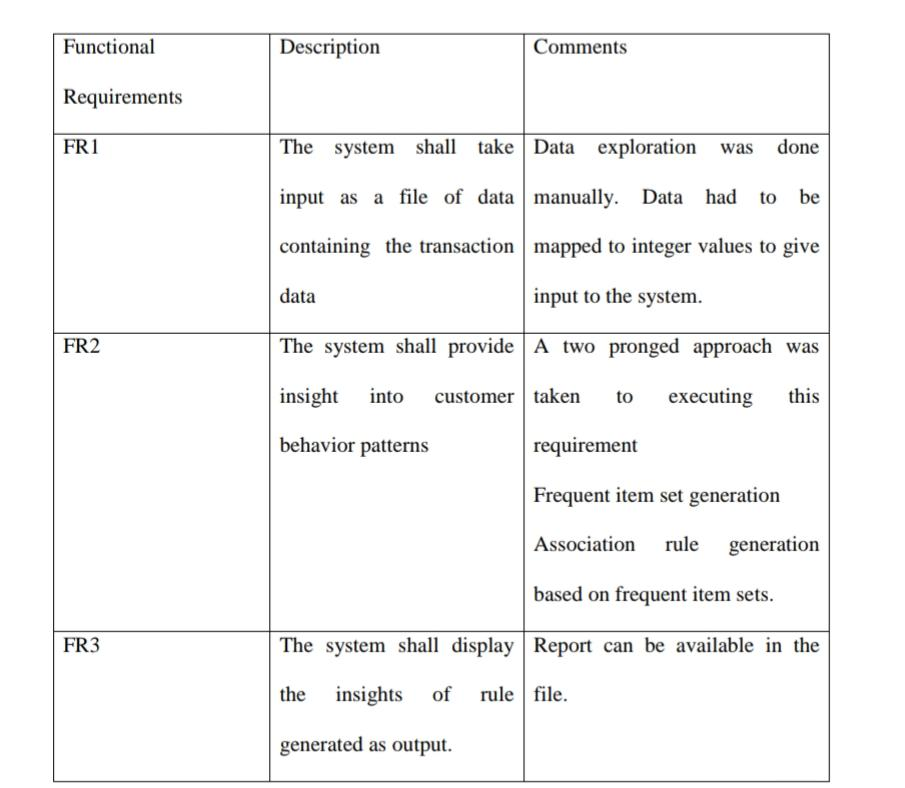 Functional
Requirements
Description
Comments
FR1
The system shall take
input as a file of data
containing the transaction
data
Data exploration was done
manually. Data had to be
mapped to integer values to give
input to the system.
FR2
The system shall provide
insight into customer
behavior patterns
A two pronged approach was
taken to executing this
requirement
Frequent item set generation
Association rule generation
based on frequent item sets.
FR3
The system shall display
the insights of rule
generated as output.
Report can be available in the
file.